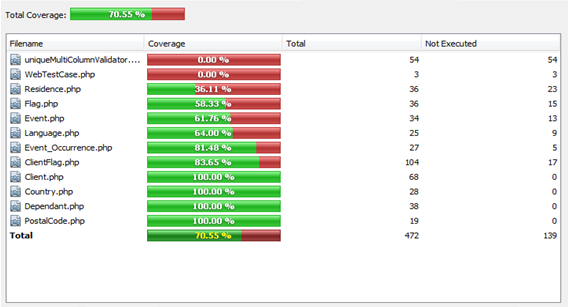 Total Coverage: 70.55 %
Filename Coverage Total Not Executed
uniqueMultiColumnValidator.... 0.00 % 54 54
WebTestCase.php 0.00 % 3 3
Residence.php 36.11 % 36 23
Flag.php 58.33 % 36 15
Event.php 61.76 % 34 13
Language.php 64.00 % 25 9
Event_Occurrence.php 81.48 % 27 5
ClientFlag.php 83.65 % 104 17
Client.php 100.00 % 68 0
Country.php 100.00 % 28 0
Dependant.php 100.00 % 38 0
PostalCode.php 100.00 % 19 0
Total 70.55 % 472 139